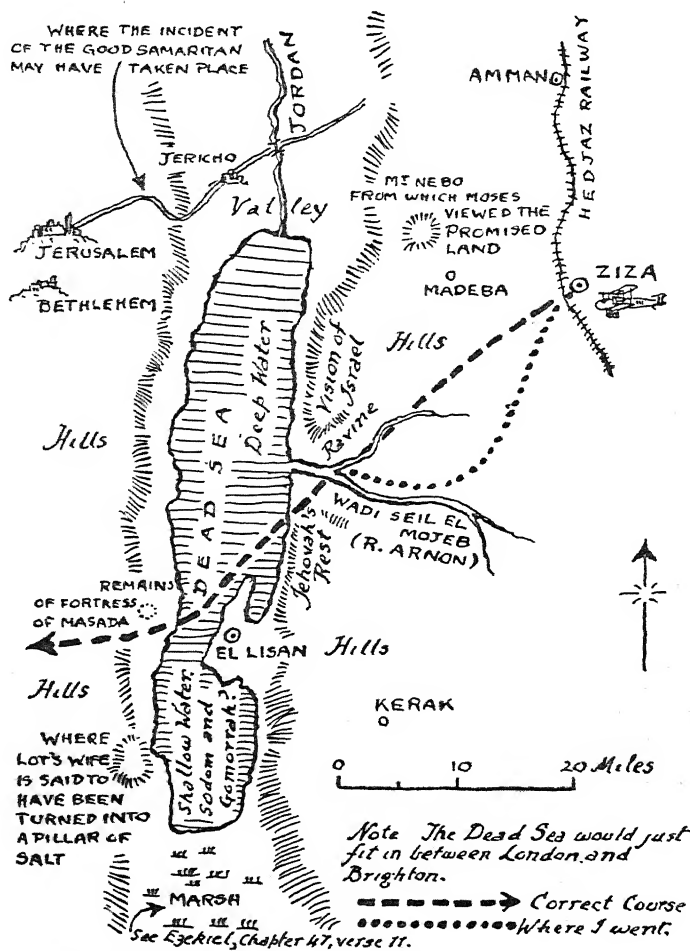 WHERE THE INCIDENT
OF THE GOOD SAMARITAN
MAY HAVE TAKEN PLACE
JORDAN
AMMAN
HEDJAZ RAILWAY
JERICHO
Valley
MT NEBO
FROM WHICH MOSES
VIEWED THE
PROMISED
LAND
JERUSALEM
BETHLEHEM
MADEBA
ZIZA
Hills
Vision of
Israel
Deep Water
DEAD SEA
Hills
Ravine
WADI SEIL EL
MOJEB
(R. ARNON)
Jehovah's
Rest
REMAINS
OF FORTRESS
OF MASADA
EL LISAN
Hills
Hills
KERAK
Shallow Water.
Sodom and
Gomorrah?
WHERE
LOT'S WIFE
IS SAID TO
HAVE BEEN
TURNED INTO
A PILLAR OF
SALT
0 10 20 Miles
Note The Dead Sea would just
fit in between London and
Brighton.
Correct Course
Where I went.
MARSH
See Ezekiel, Chapter 47, verse 11.